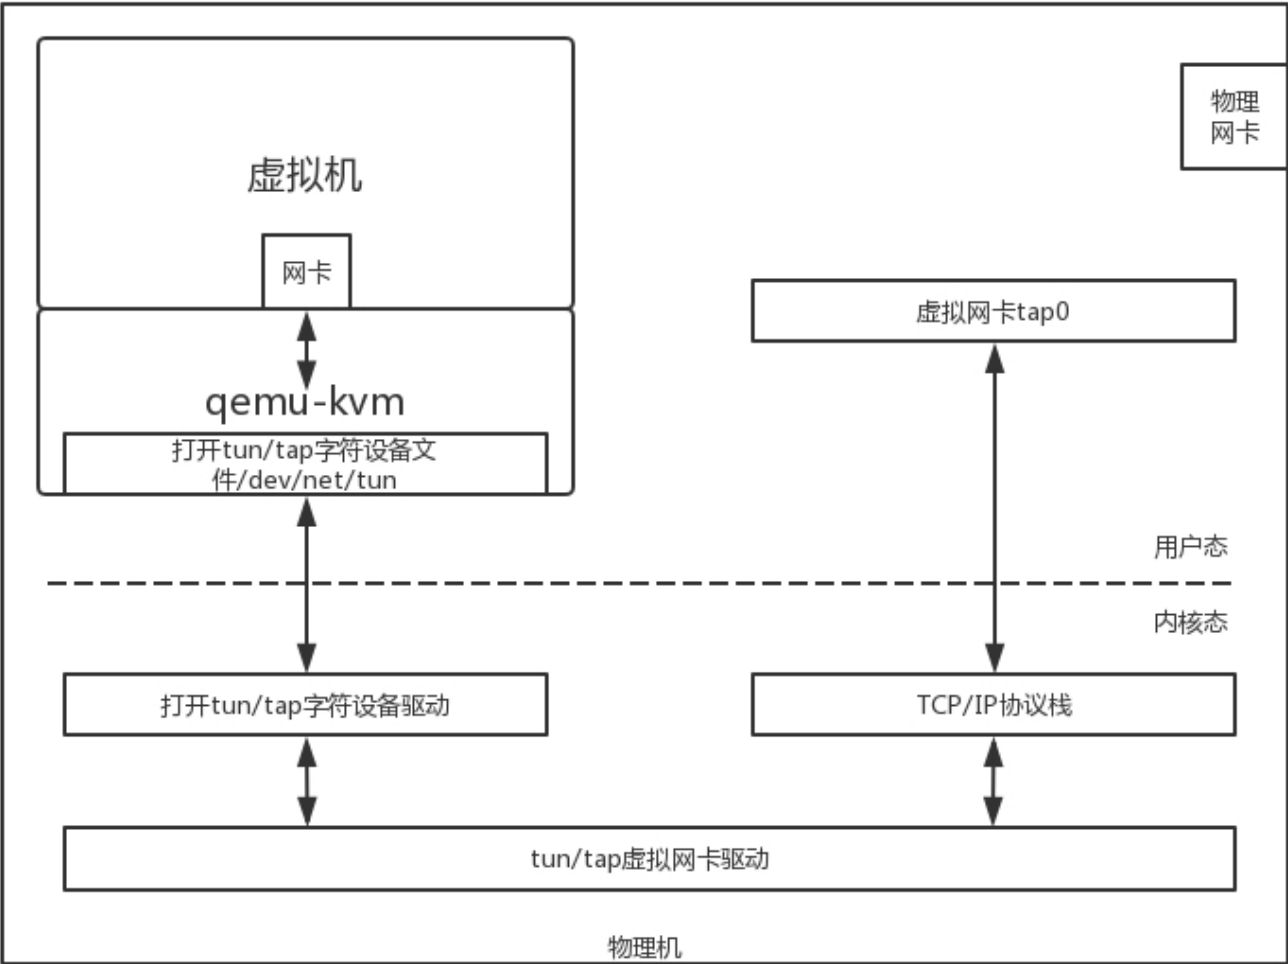 物理
网卡
虚拟机
网卡
虚拟网卡tap0
qemu-kvm
打开tun/tap字符设备文
件/dev/net/tun
用户态
内核态
打开tun/tap字符设备驱动
TCP/IP协议栈
tun/tap虚拟网卡驱动
物理机